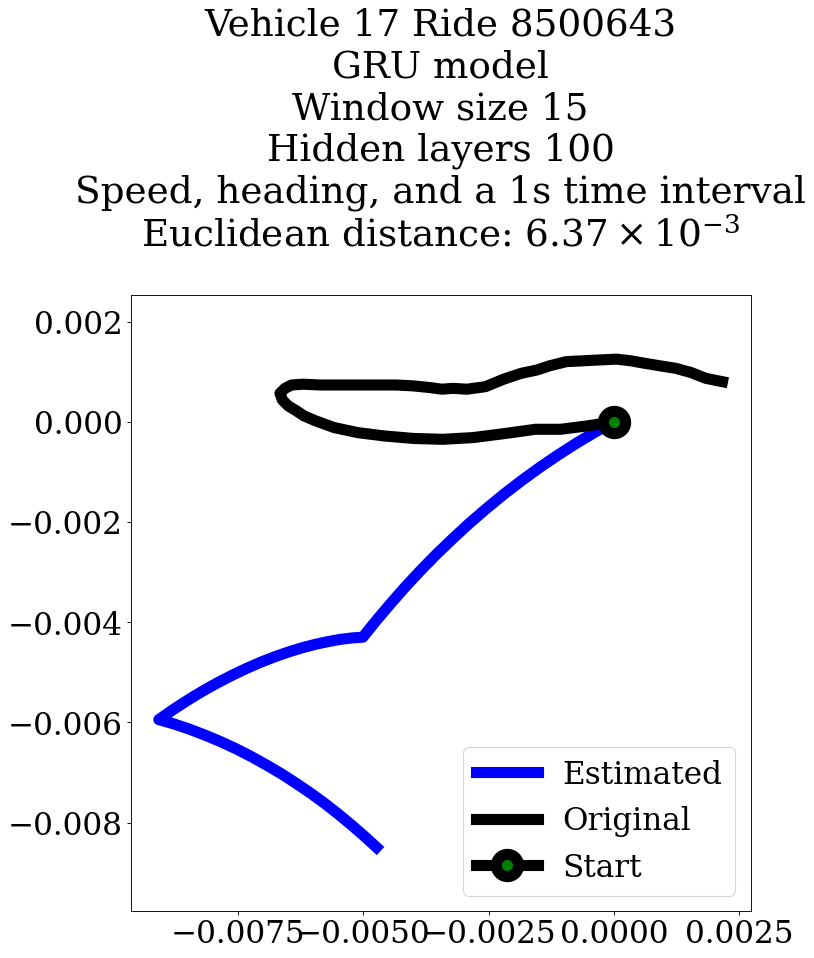 Vehicle 17 Ride 8500643
GRU model
Window size 15
Hidden layers 100
Speed, heading, and a 1s time interval
Euclidean distance: 6.37 × 10⁻³
0.002
0.000
−0.002
−0.004
−0.006
−0.008
Estimated
Original
Start
−0.0075 −0.0050 −0.0025 0.0000 0.0025